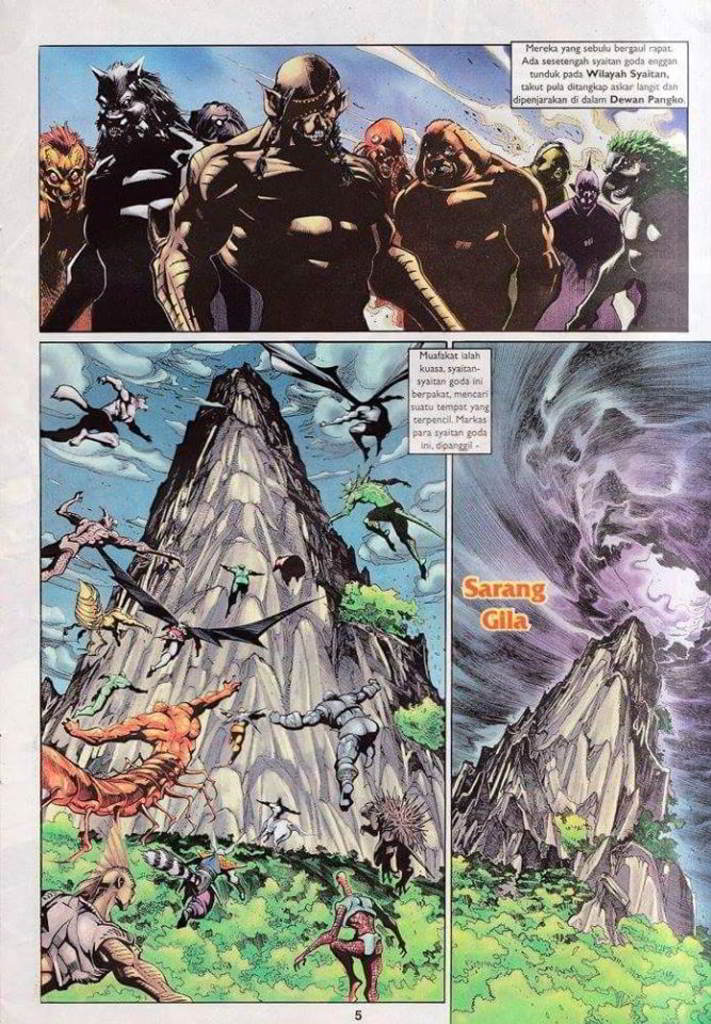 Mereka yang sebulu bergaul rapat.
Ada sesetengah syaitan goda enggan
tunduk pada Wilayah Syaitan,
takut pula ditangkap askar langit dan
dipenjarakan di dalam Dewan Pangko.
Muafakat ialah
kuasa, syaitan-
syaitan goda ini
berpakat, mencari
suatu tempat yang
terpencil. Markas
para syaitan goda
ini, dipanggil -
Sarang
Gila
5